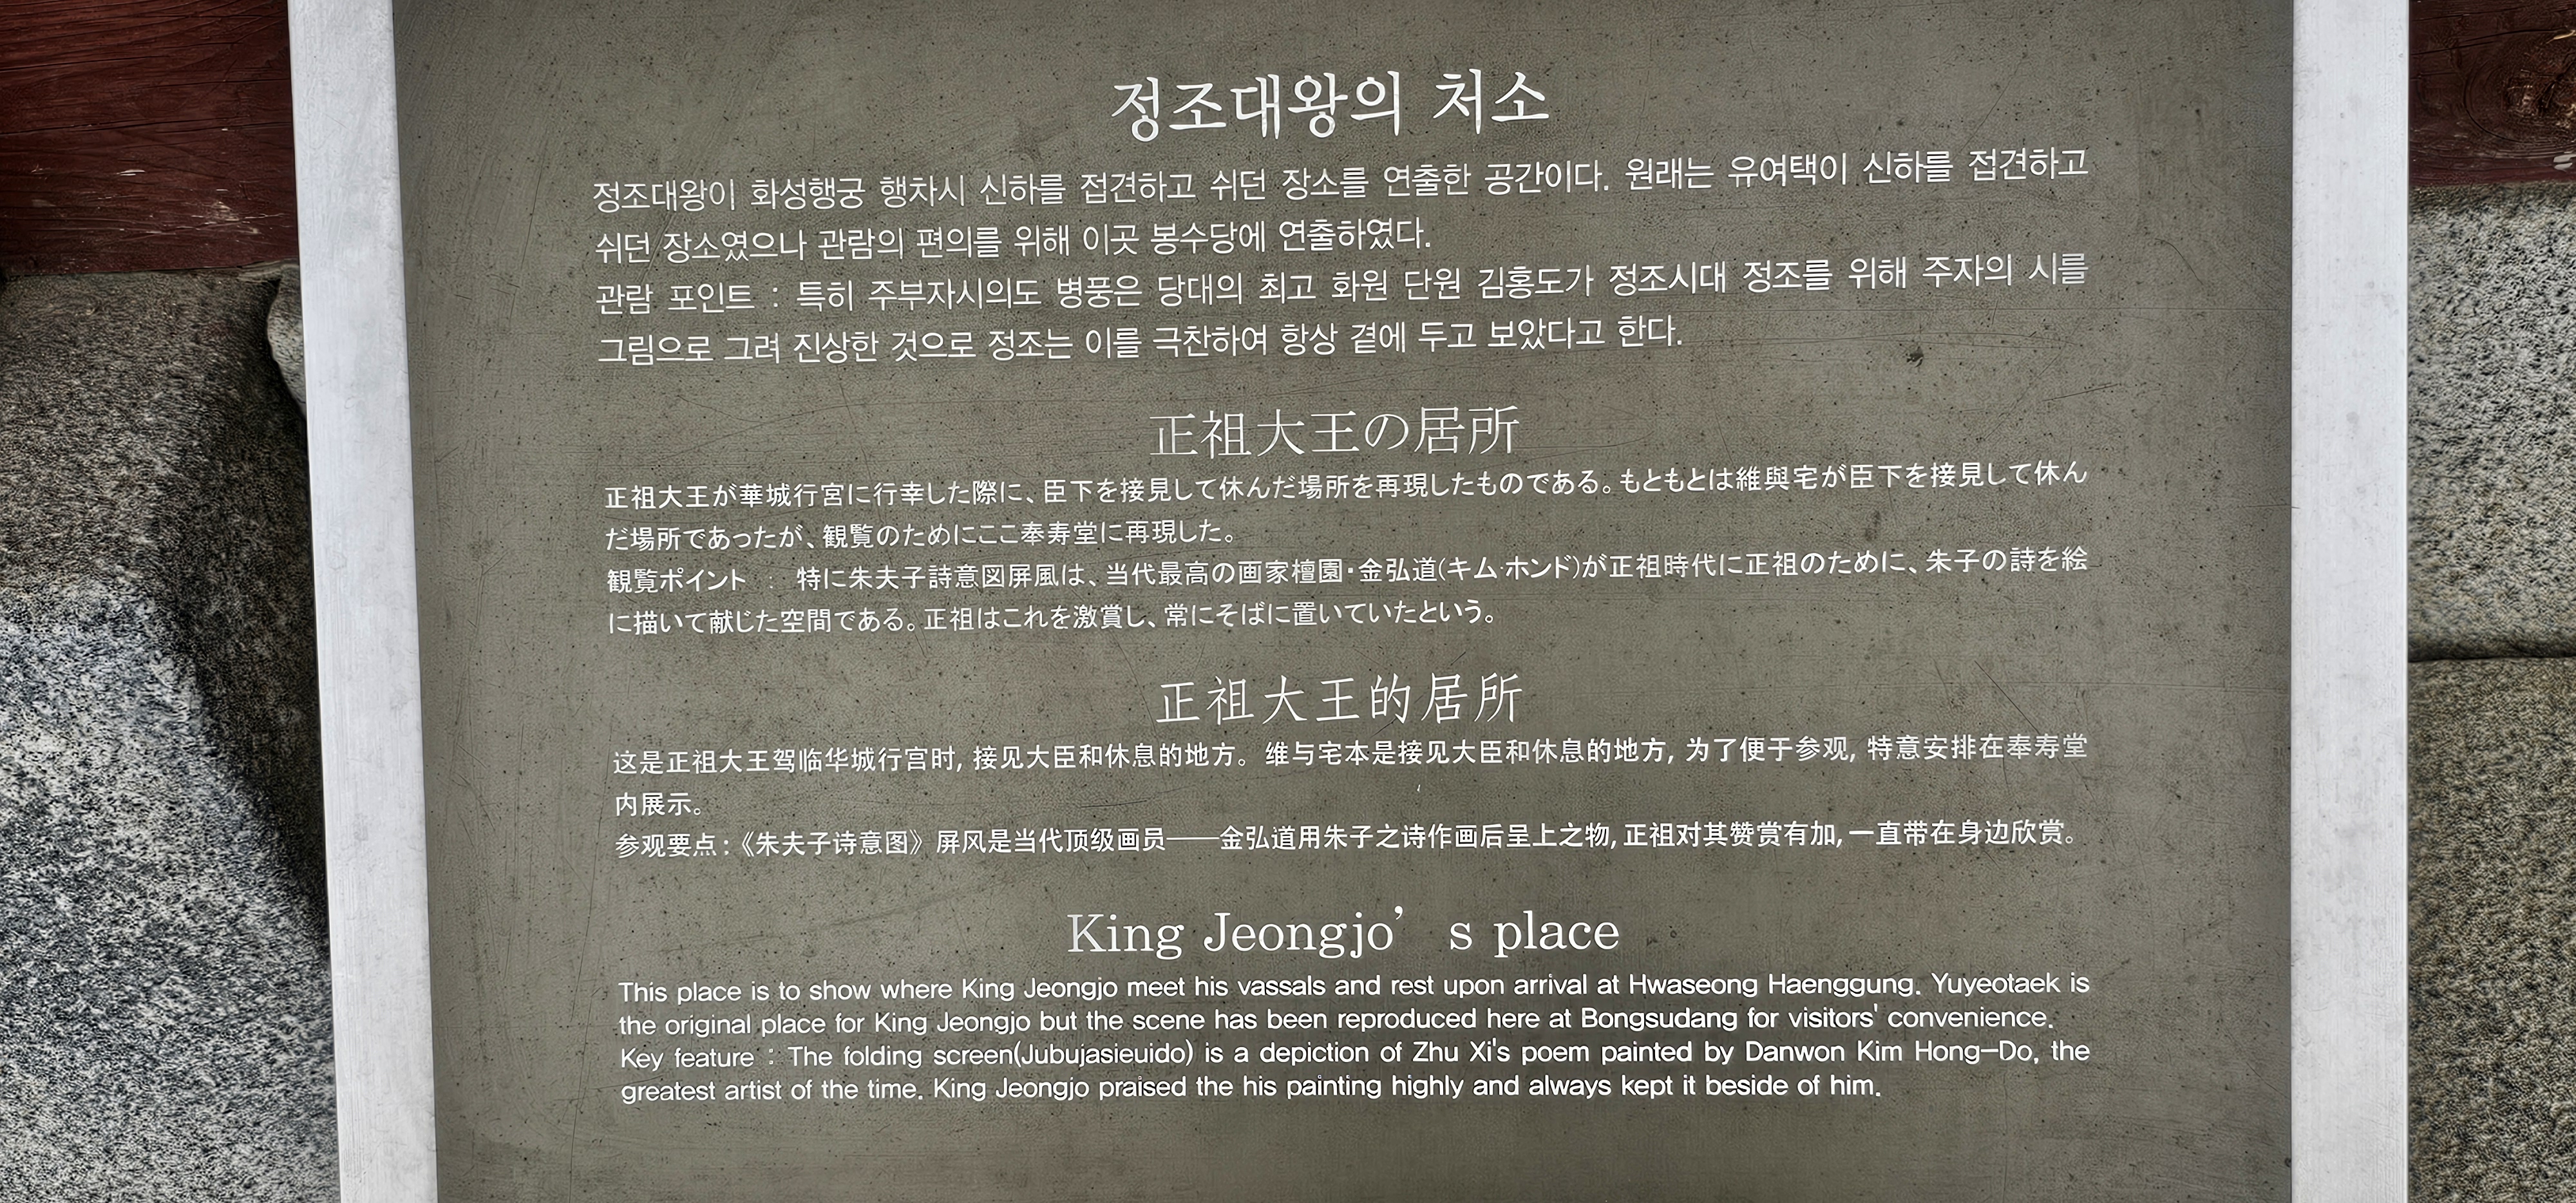 정조대왕의 처소
정조대왕이 화성행궁 행차시 신하를 접견하고 쉬던 장소를 연출한 공간이다. 원래는 유여택이 신하를 접견하고
쉬던 장소였으나 관람의 편의를 위해 이곳 봉수당에 연출하였다.
관람 포인트 : 특히 주부자시의도 병풍은 당대의 최고 화원 단원 김홍도가 정조시대 정조를 위해 주자의 시를
그림으로 그려 진상한 것으로 정조는 이를 극찬하여 항상 곁에 두고 보았다고 한다.
正祖大王の居所
正祖大王が華城行宮に行幸した際に、臣下を接見して休んだ場所を再現したものである。もともとは維與宅が臣下を接見して休ん
だ場所であったが、観覧のためにここ奉寿堂に再現した。
観覧ポイント : 特に朱夫子詩意図屏風は、当代最高の画家檀園・金弘道(キム・ホンド)が正祖時代に正祖のために、朱子の詩を絵
に描いて献じた空間である。正祖はこれを激賞し、常にそばに置いていたという。
正祖大王的居所
这是正祖大王驾临华城行宫时, 接见大臣和休息的地方。维与宅本是接见大臣和休息的地方, 为了便于参观, 特意安排在奉寿堂
内展示。
参观要点:《朱夫子诗意图》屏风是当代顶级画员——金弘道用朱子之诗作画后呈上之物, 正祖对其赞赏有加, 一直带在身边欣赏。
King Jeongjo's place
This place is to show where King Jeongjo meet his vassals and rest upon arrival at Hwaseong Haenggung. Yuyeotaek is
the original place for King Jeongjo but the scene has been reproduced here at Bongsudang for visitors' convenience.
Key feature : The folding screen(Jubujasieuido) is a depiction of Zhu Xi's poem painted by Danwon Kim Hong-Do, the
greatest artist of the time. King Jeongjo praised the his painting highly and always kept it beside of him.